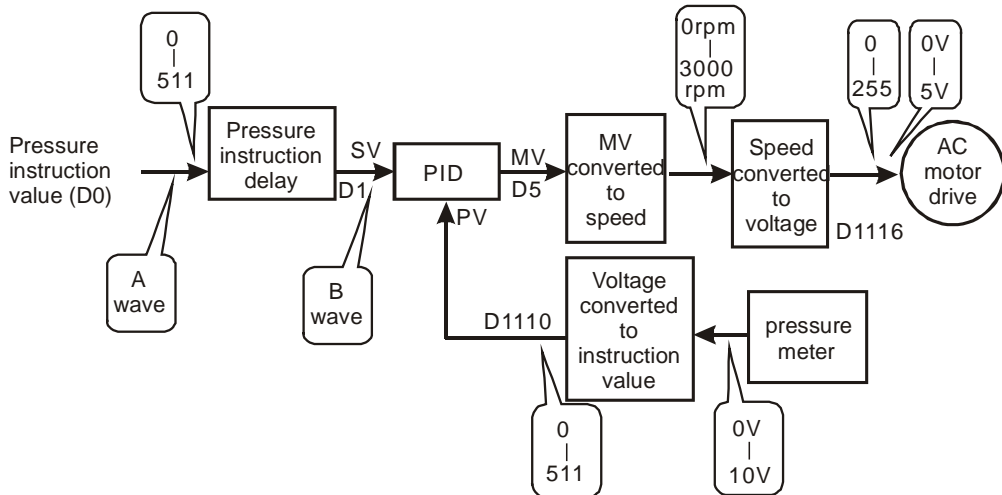 0
|
511
Pressure
instruction
value (D0)
A
wave
Pressure
instruction
delay
SV
D1
B
wave
PID
PV
MV
D5
MV
converted
to
speed
0rpm
|
3000
rpm
Speed
converted
to
voltage
0
|
255
0V
|
5V
D1116
AC
motor
drive
D1110
0
|
511
Voltage
converted
to
instruction
value
0V
|
10V
pressure
meter